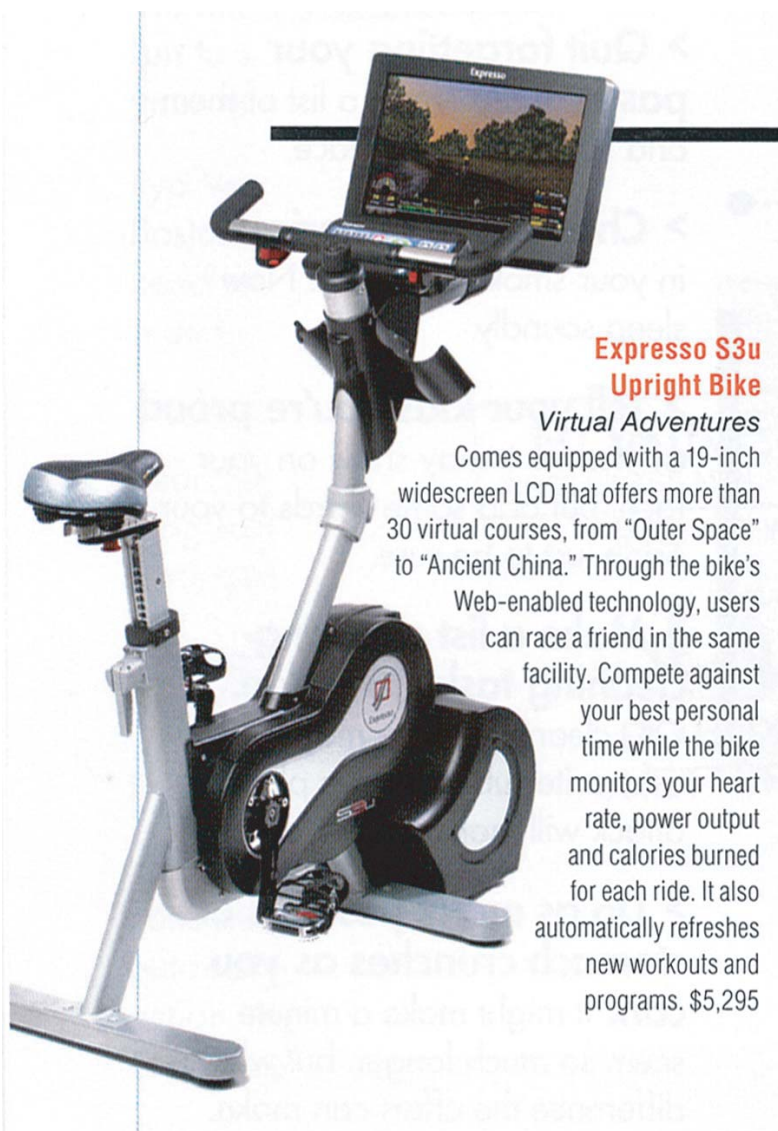 Expresso
Expresso S3u
Upright Bike
Virtual Adventures
Comes equipped with a 19-inch
widescreen LCD that offers more than
30 virtual courses, from “Outer Space”
to “Ancient China.” Through the bike’s
Web-enabled technology, users
can race a friend in the same
facility. Compete against
your best personal
time while the bike
monitors your heart
rate, power output
and calories burned
for each ride. It also
automatically refreshes
new workouts and
programs. $5,295
Expresso
S3U